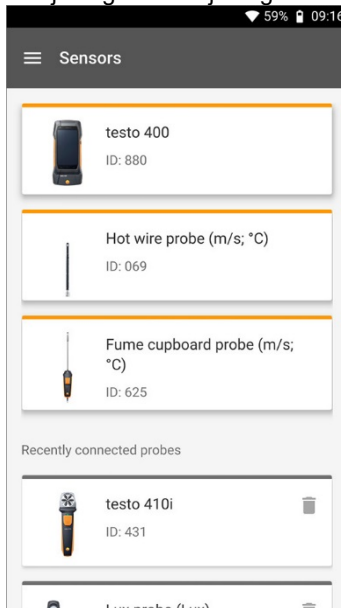 59% 09:16
Sensors
testo 400
ID: 880
Hot wire probe (m/s; °C)
ID: 069
Fume cupboard probe (m/s;
°C)
ID: 625
Recently connected probes
testo 410i
ID: 431